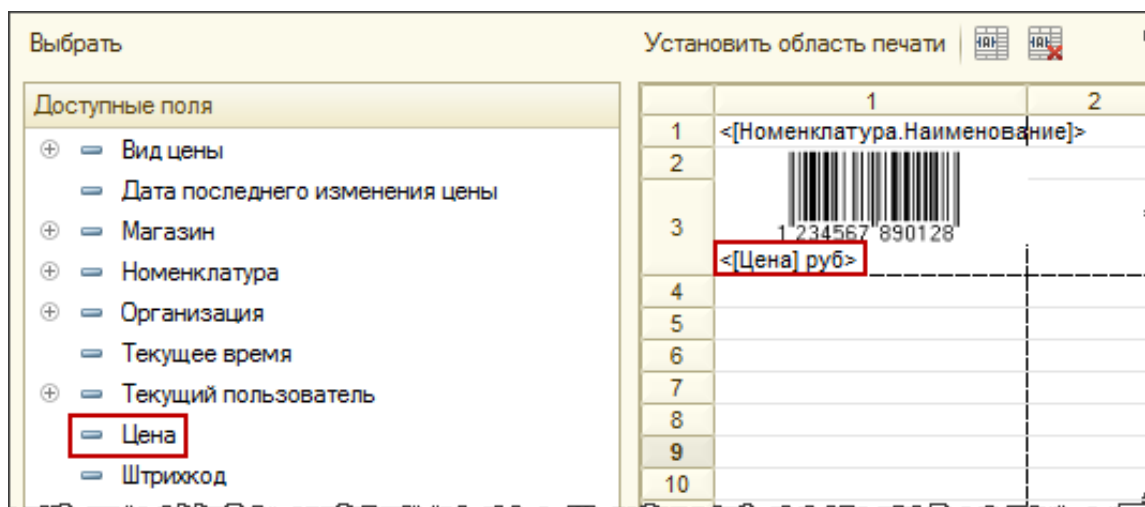 Выбрать
Установить область печати
Доступные поля
Вид цены
Дата последнего изменения цены
Магазин
Номенклатура
Организация
Текущее время
Текущий пользователь
Цена
Штрихкод
1 2
1 <[Номенклатура.Наименование]>
2
3
1 234567 890128
<[Цена] руб>
4
5
6
7
8
9
10